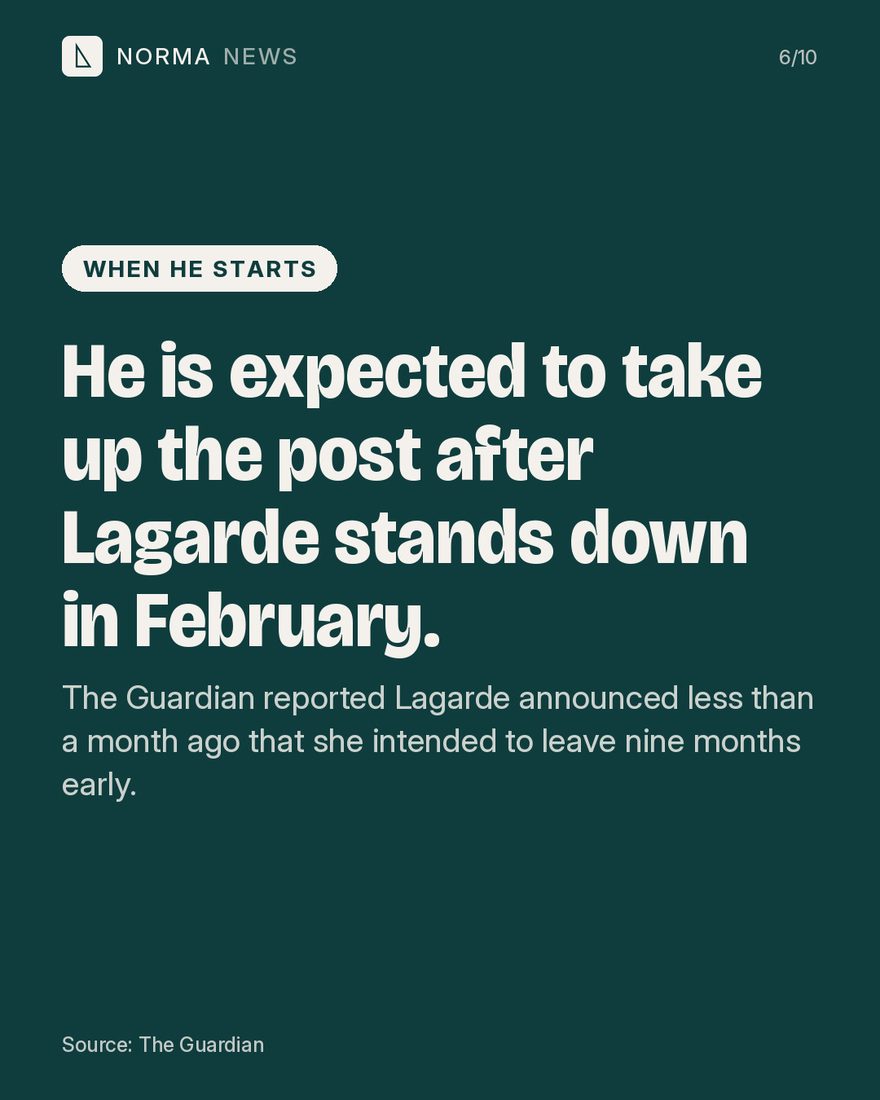 NORMA NEWS
6/10
WHEN HE STARTS
He is expected to take
up the post after
Lagarde stands down
in February.
The Guardian reported Lagarde announced less than
a month ago that she intended to leave nine months
early.
Source: The Guardian